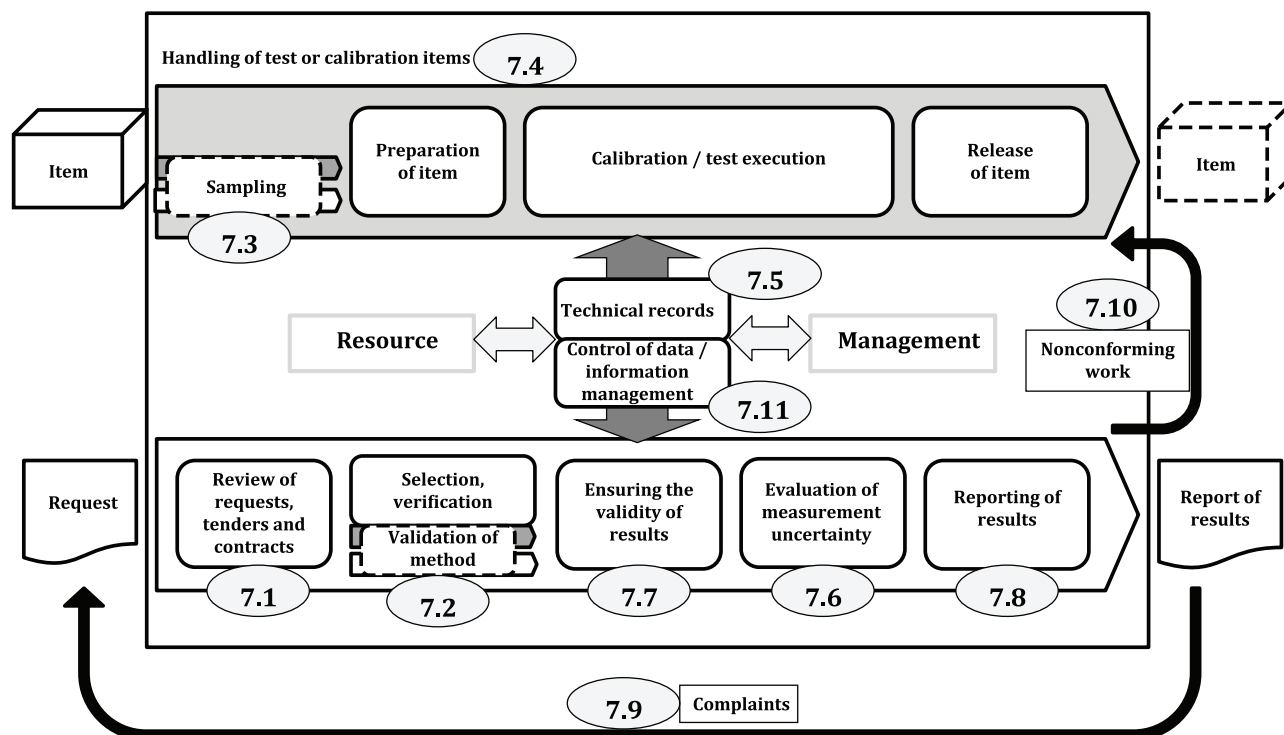 Handling of test or calibration items
7.4
Item
Sampling
7.3
Preparation
of item
Calibration / test execution
Release
of item
Item
7.5
Technical records
Resource
Management
Control of data /
information
management
7.11
7.10
Nonconforming
work
Request
Review of
requests,
tenders and
contracts
7.1
Selection,
verification
Validation of
method
7.2
Ensuring the
validity of
results
7.7
Evaluation of
measurement
uncertainty
7.6
Reporting of
results
7.8
Report of
results
7.9
Complaints